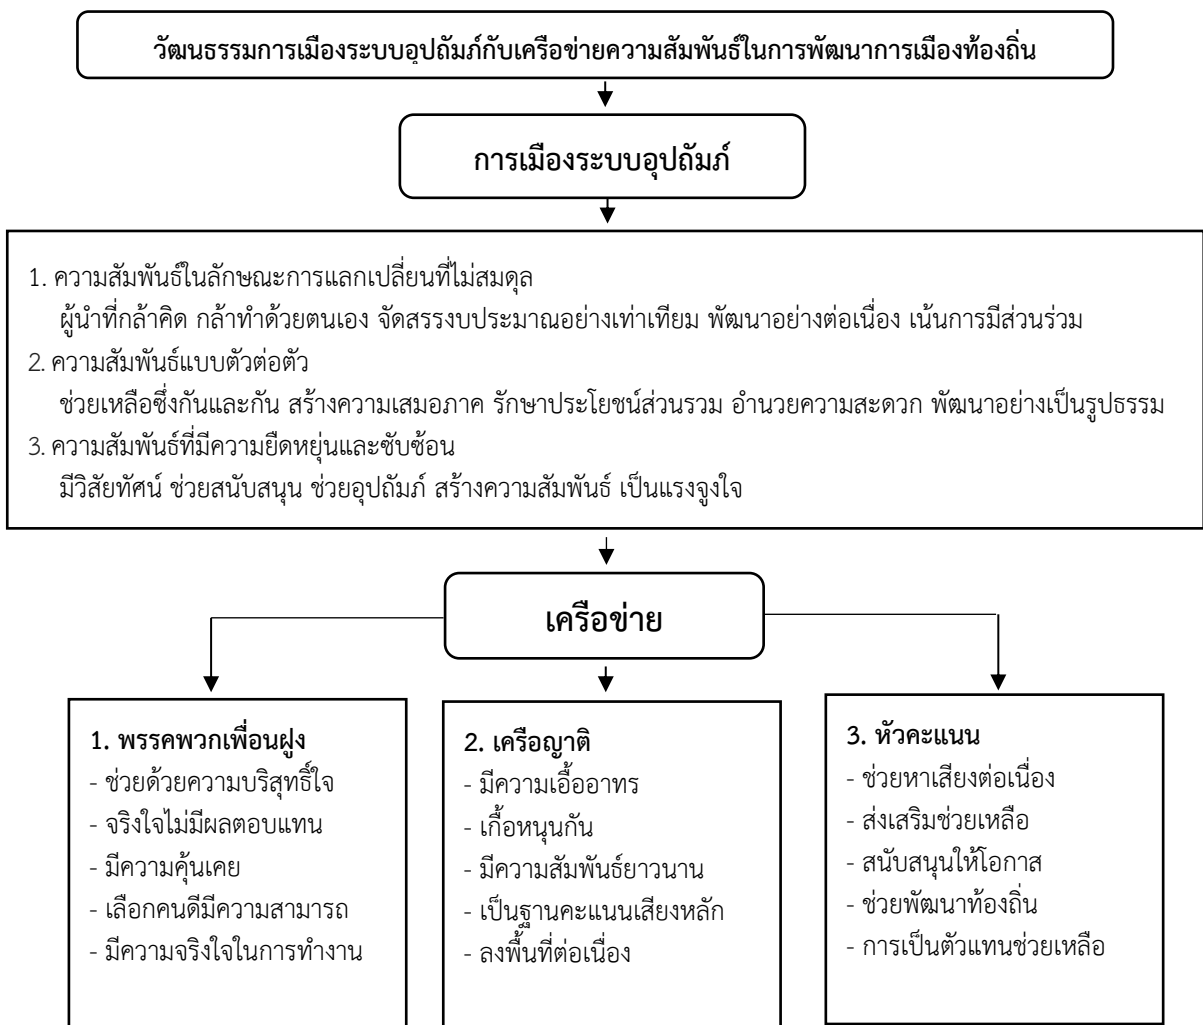 วัฒนธรรมการเมืองระบบอุปถัมภ์กับเครือข่ายความสัมพันธ์ในการพัฒนาการเมืองท้องถิ่น
การเมืองระบบอุปถัมภ์
1. ความสัมพันธ์ในลักษณะการแลกเปลี่ยนที่ไม่สมดุล
ผู้นำที่กล้าคิด กล้าทำด้วยตนเอง จัดสรรงบประมาณอย่างเท่าเทียม พัฒนาอย่างต่อเนื่อง เน้นการมีส่วนร่วม
2. ความสัมพันธ์แบบตัวต่อตัว
ช่วยเหลือซึ่งกันและกัน สร้างความเสมอภาค รักษาประโยชน์ส่วนรวม อำนวยความสะดวก พัฒนาอย่างเป็นรูปธรรม
3. ความสัมพันธ์ที่มีความยืดหยุ่นและซับซ้อน
มีวิสัยทัศน์ ช่วยสนับสนุน ช่วยอุปถัมภ์ สร้างความสัมพันธ์ เป็นแรงจูงใจ
เครือข่าย
1. พรรคพวกเพื่อนฝูง
- ช่วยด้วยความบริสุทธิ์ใจ
- จริงใจไม่มีผลตอบแทน
- มีความคุ้นเคย
- เลือกคนดีมีความสามารถ
- มีความจริงใจในการทำงาน
2. เครือญาติ
- มีความเอื้ออาทร
- เกื้อหนุนกัน
- มีความสัมพันธ์ยาวนาน
- เป็นฐานคะแนนเสียงหลัก
- ลงพื้นที่ต่อเนื่อง
3. หัวคะแนน
- ช่วยหาเสียงต่อเนื่อง
- ส่งเสริมช่วยเหลือ
- สนับสนุนให้โอกาส
- ช่วยพัฒนาท้องถิ่น
- การเป็นตัวแทนช่วยเหลือ